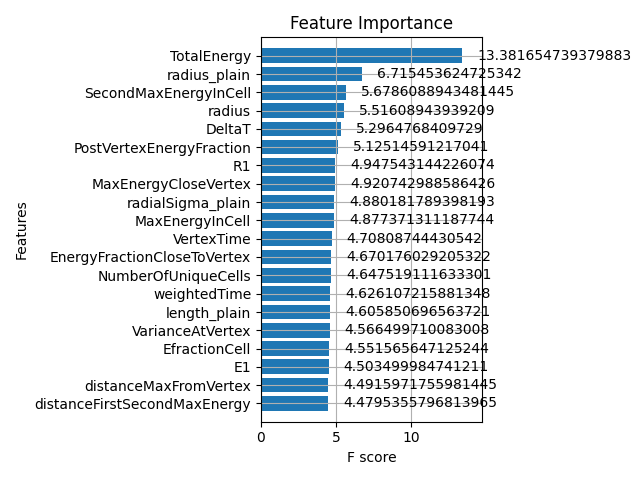 Feature Importance
TotalEnergy 13.381654739379883
radius_plain 6.715453624725342
SecondMaxEnergyInCell 5.6786088943481445
radius 5.51608943939209
DeltaT 5.2964768409729
PostVertexEnergyFraction 5.12514591217041
R1 4.947543144226074
MaxEnergyCloseVertex 4.920742988586426
radialSigma_plain 4.880181789398193
MaxEnergyInCell 4.877371311187744
VertexTime 4.70808744430542
EnergyFractionCloseToVertex 4.670176029205322
NumberOfUniqueCells 4.647519111633301
weightedTime 4.626107215881348
length_plain 4.605850696563721
VarianceAtVertex 4.566499710083008
EfractionCell 4.551565647125244
E1 4.503499984741211
distanceMaxFromVertex 4.4915971755981445
distanceFirstSecondMaxEnergy 4.4795355796813965
0 5 10
F score
Features